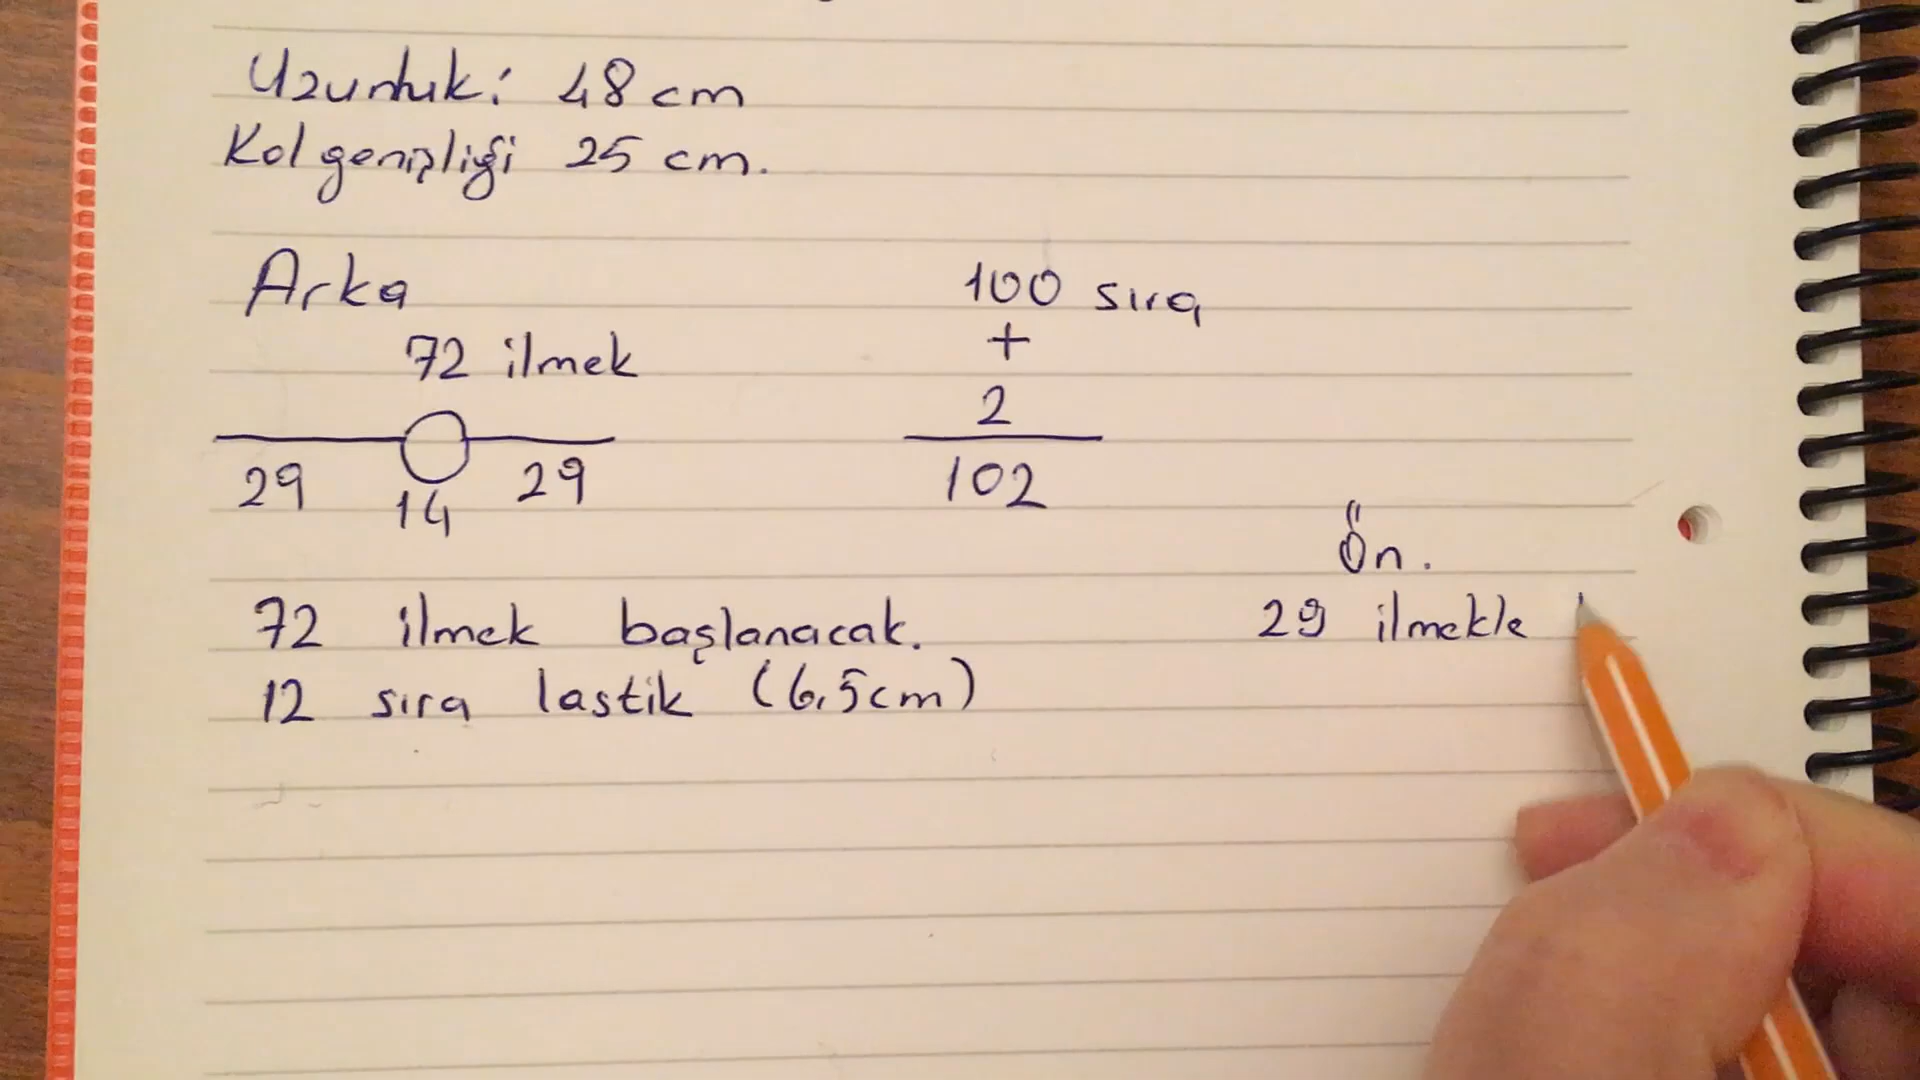 Uzunluk: 48 cm
Kol genişliği 25 cm.
Arka
72 ilmek
29 14 29
100 sıra
+
2
102
72 ilmek başlanacak.
12 sıra lastik (6,5cm)
Ön.
29 ilmekle